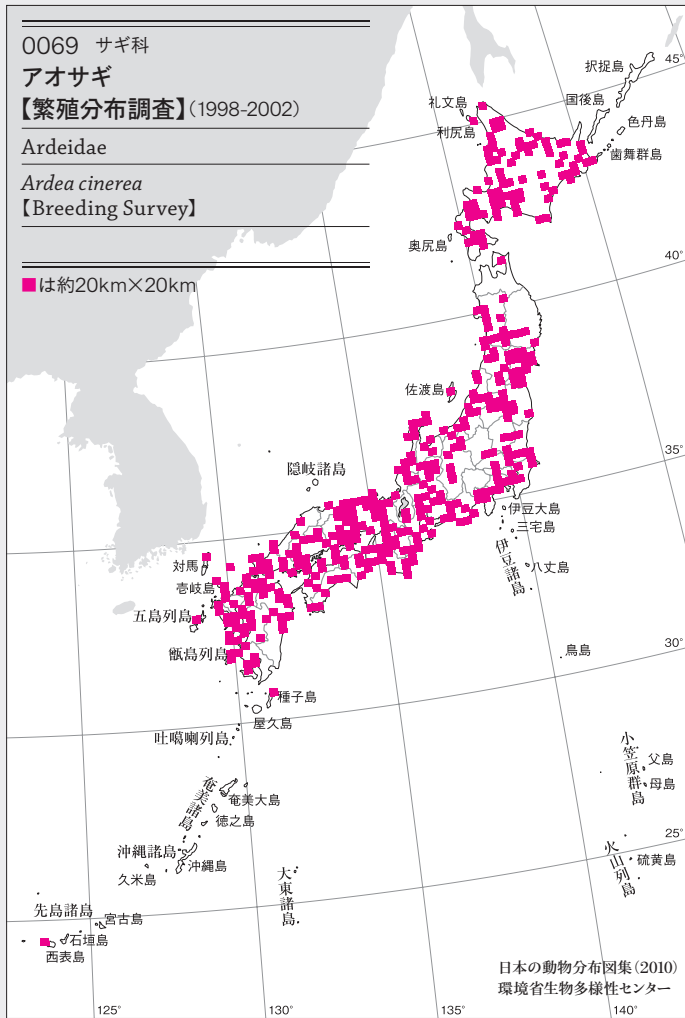 0069 サギ科
アオサギ
【繁殖分布調査】(1998-2002)
Ardeidae
Ardea cinerea
【Breeding Survey】
■は約20km×20km
45°
択捉島
国後島
礼文島
色丹島
利尻島
歯舞群島
奥尻島
40°
佐渡島
35°
隠岐諸島
伊豆大島
三宅島
伊豆諸島
八丈島
対馬
壱岐島
五島列島
甑島列島
鳥島
30°
種子島
屋久島
吐噶喇列島
小笠原群島
父島
母島
奄美諸島
奄美大島
徳之島
25°
沖縄諸島
沖縄島
久米島
火山列島
硫黄島
大東諸島
先島諸島
宮古島
石垣島
西表島
日本の動物分布図集(2010)
環境省生物多様性センター
125°
130°
135°
140°